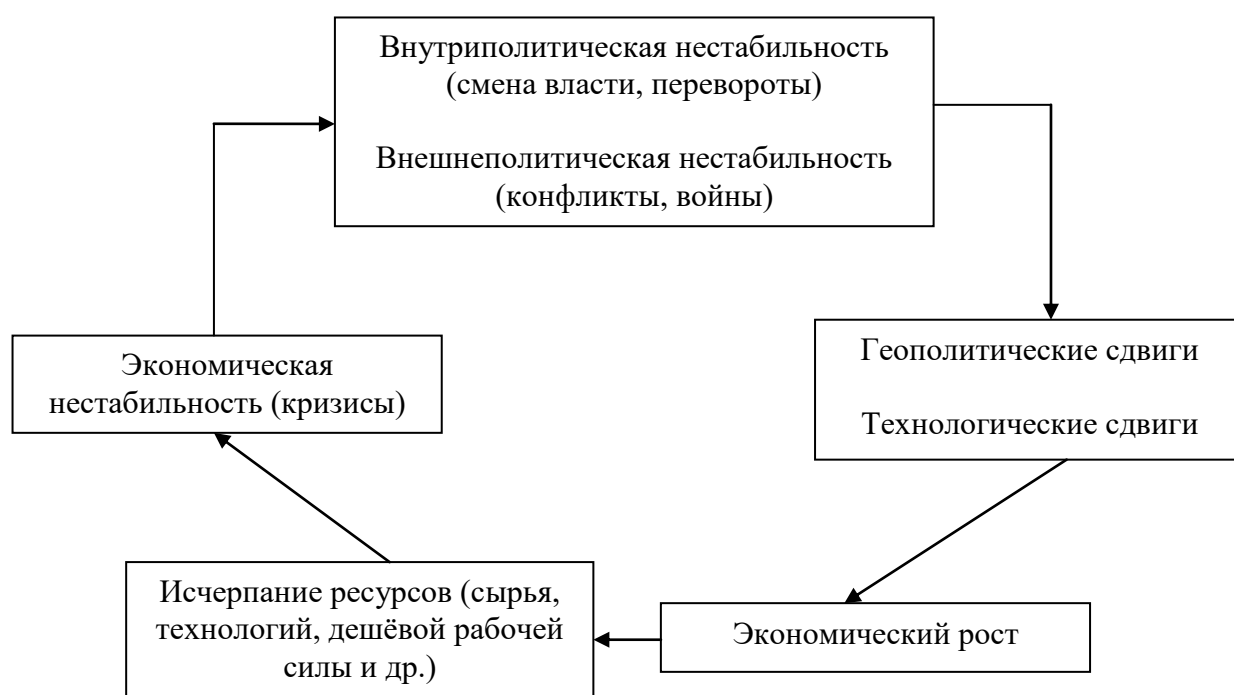 Внутриполитическая нестабильность
(смена власти, перевороты)
Внешнеполитическая нестабильность
(конфликты, войны)
Экономическая
нестабильность (кризисы)
Геополитические сдвиги
Технологические сдвиги
Исчерпание ресурсов (сырья,
технологий, дешёвой рабочей
силы и др.)
Экономический рост